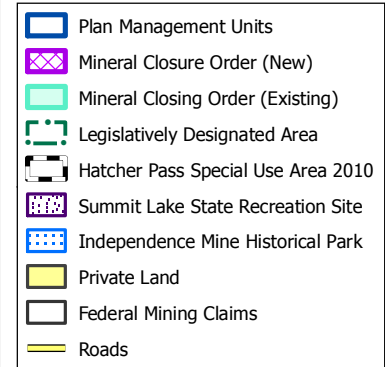 Plan Management Units
Mineral Closure Order (New)
Mineral Closing Order (Existing)
Legislatively Designated Area
Hatcher Pass Special Use Area 2010
Summit Lake State Recreation Site
Independence Mine Historical Park
Private Land
Federal Mining Claims
Roads